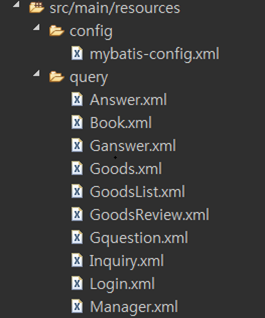 src/main/resources
config
mybatis-config.xml
query
Answer.xml
Book.xml
Ganswer.xml
Goods.xml
GoodsList.xml
GoodsReview.xml
Gquestion.xml
Inquiry.xml
Login.xml
Manager.xml